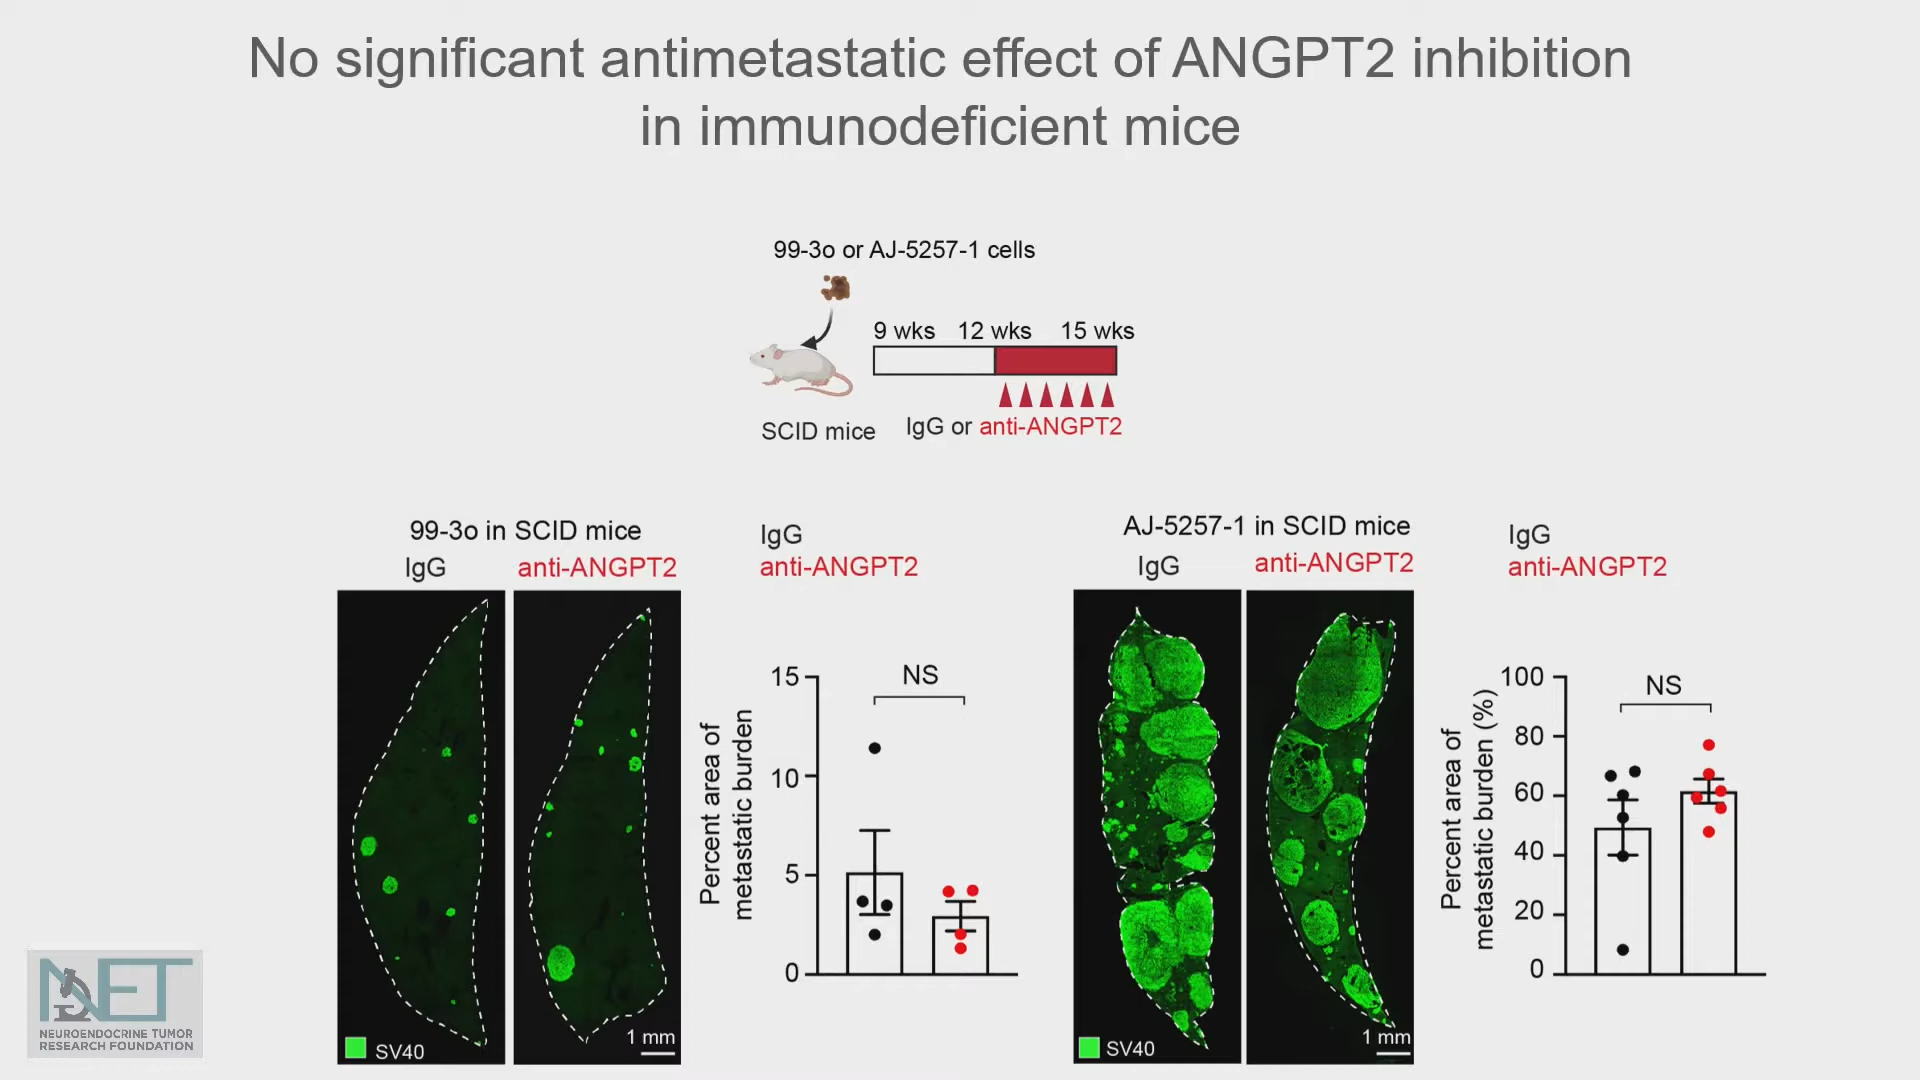 No significant antimetastatic effect of ANGPT2 inhibition
in immunodeficient mice
99-3o or AJ-5257-1 cells
9 wks 12 wks 15 wks
SCID mice
IgG or anti-ANGPT2
99-3o in SCID mice
IgG anti-ANGPT2
SV40
1 mm
IgG
anti-ANGPT2
Percent area of
metastatic burden
15
10
5
0
NS
AJ-5257-1 in SCID mice
IgG anti-ANGPT2
SV40
1 mm
IgG
anti-ANGPT2
Percent area of
metastatic burden (%)
100
80
60
40
20
0
NS
NET
NEUROENDOCRINE TUMOR
RESEARCH FOUNDATION